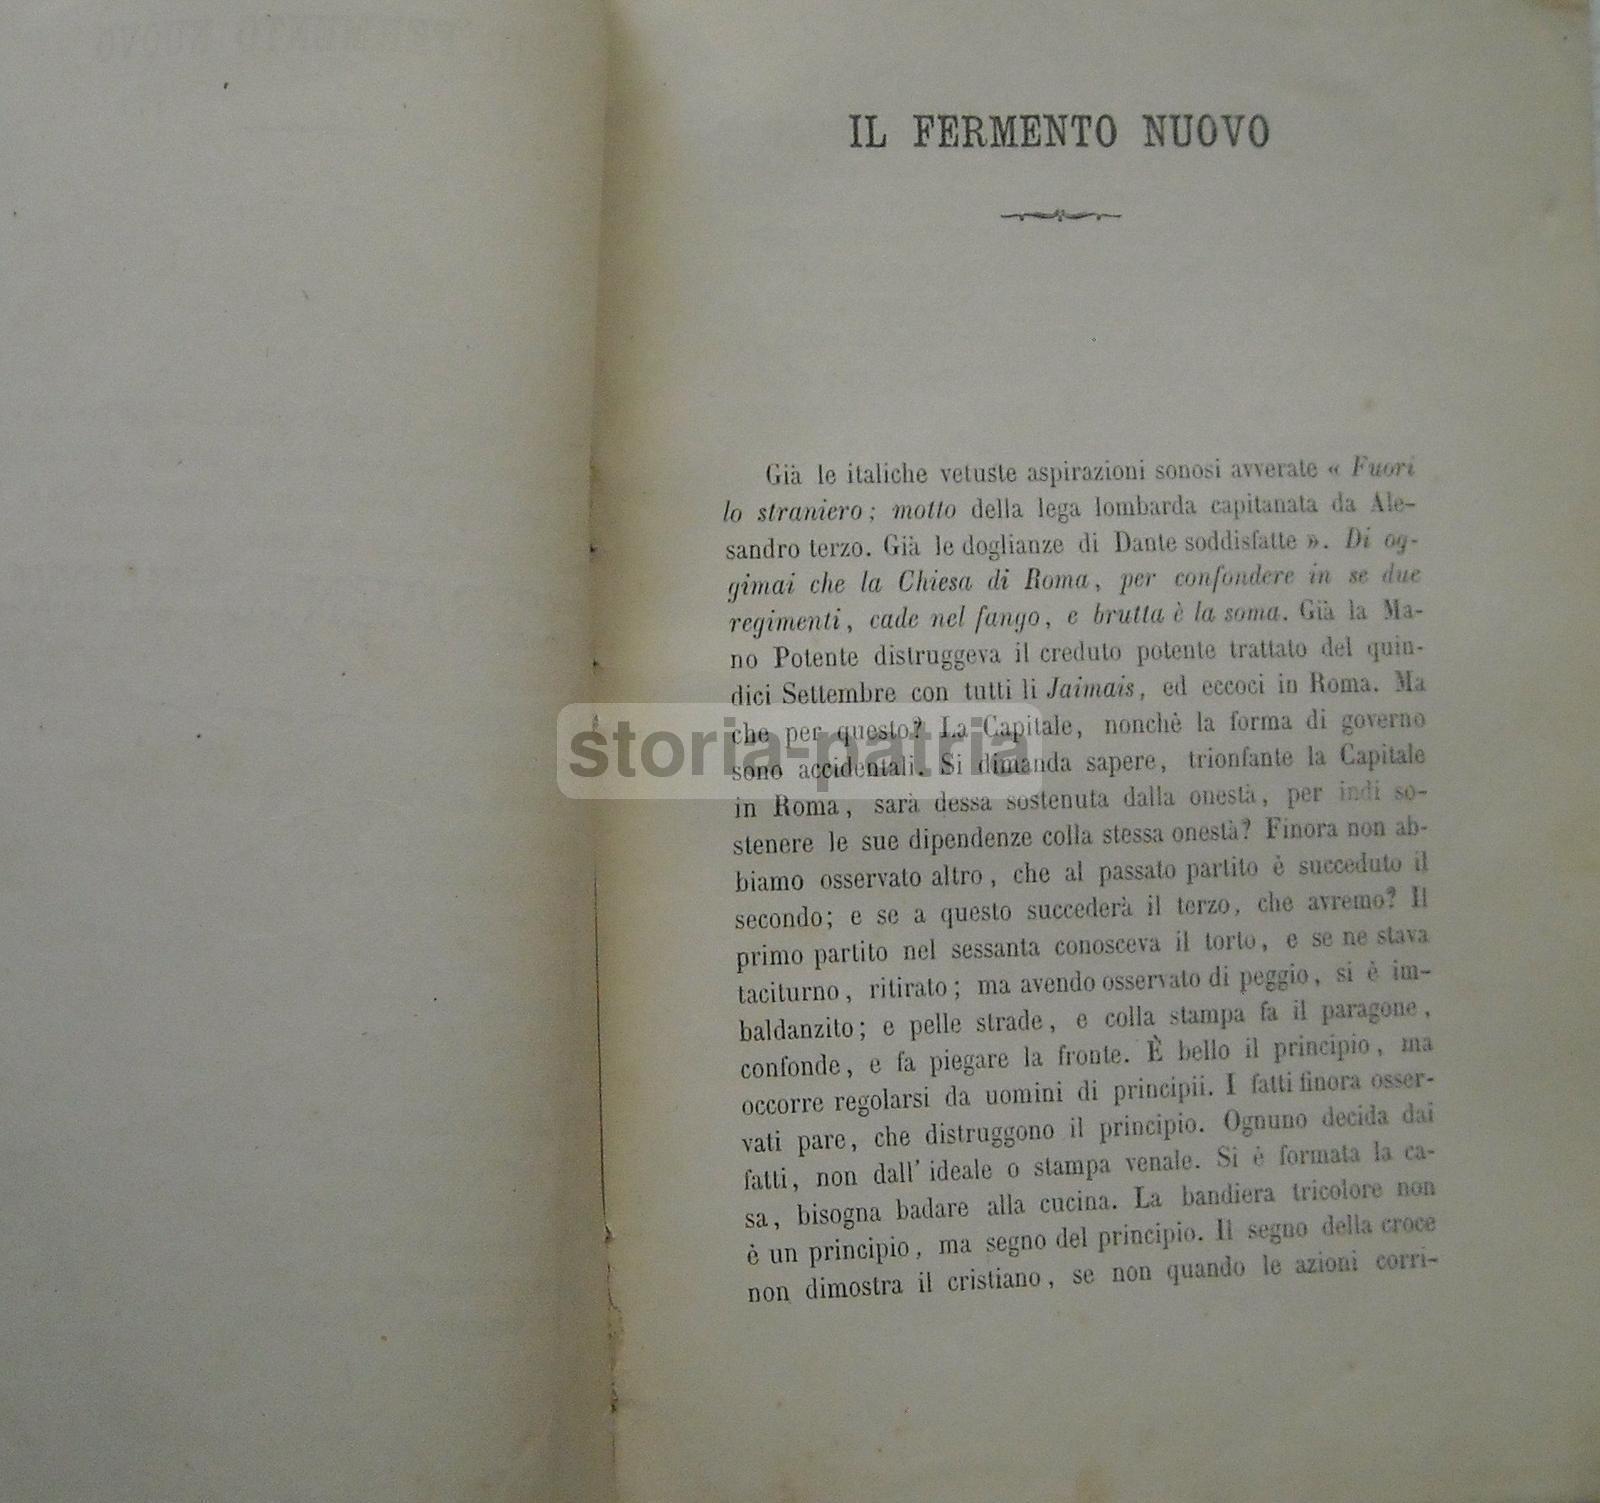 IL FERMENTO NUOVO
Già le italiche vetuste aspirazioni sonosi avverate « Fuori
lo straniero; motto della lega lombarda capitanata da Ale-
sandro terzo. Già le doglianze di Dante soddisfatte ». Di og-
gimai che la Chiesa di Roma, per confondere in se due
regimenti, cade nel fango, e brutta è la soma. Già la Ma-
no Potente distruggeva il creduto potente trattato del quin-
dici Settembre con tutti li Jaimais, ed eccoci in Roma. Ma
che per questo? La Capitale, nonchè la forma di governo
storia-patria
sono accidentali. Si dimanda sapere, trionfante la Capitale
in Roma, sarà dessa sostenuta dalla onestà, per indi so-
stenere le sue dipendenze colla stessa onestà? Finora non ab-
biamo osservato altro, che al passato partito è succeduto il
secondo; e se a questo succederà il terzo, che avremo? Il
primo partito nel sessanta conosceva il torto, e se ne stava
taciturno, ritirato; ma avendo osservato di peggio, si è im-
baldanzito; e pelle strade, e colla stampa fa il paragone,
confonde, e fa piegare la fronte. È bello il principio, ma
occorre regolarsi da uomini di principii. I fatti finora osser-
vati pare, che distruggono il principio. Ognuno decida dai
fatti, non dall' ideale o stampa venale. Si è formata la ca-
sa, bisogna badare alla cucina. La bandiera tricolore non
è un principio, ma segno del principio. Il segno della croce
non dimostra il cristiano, se non quando le azioni corri-